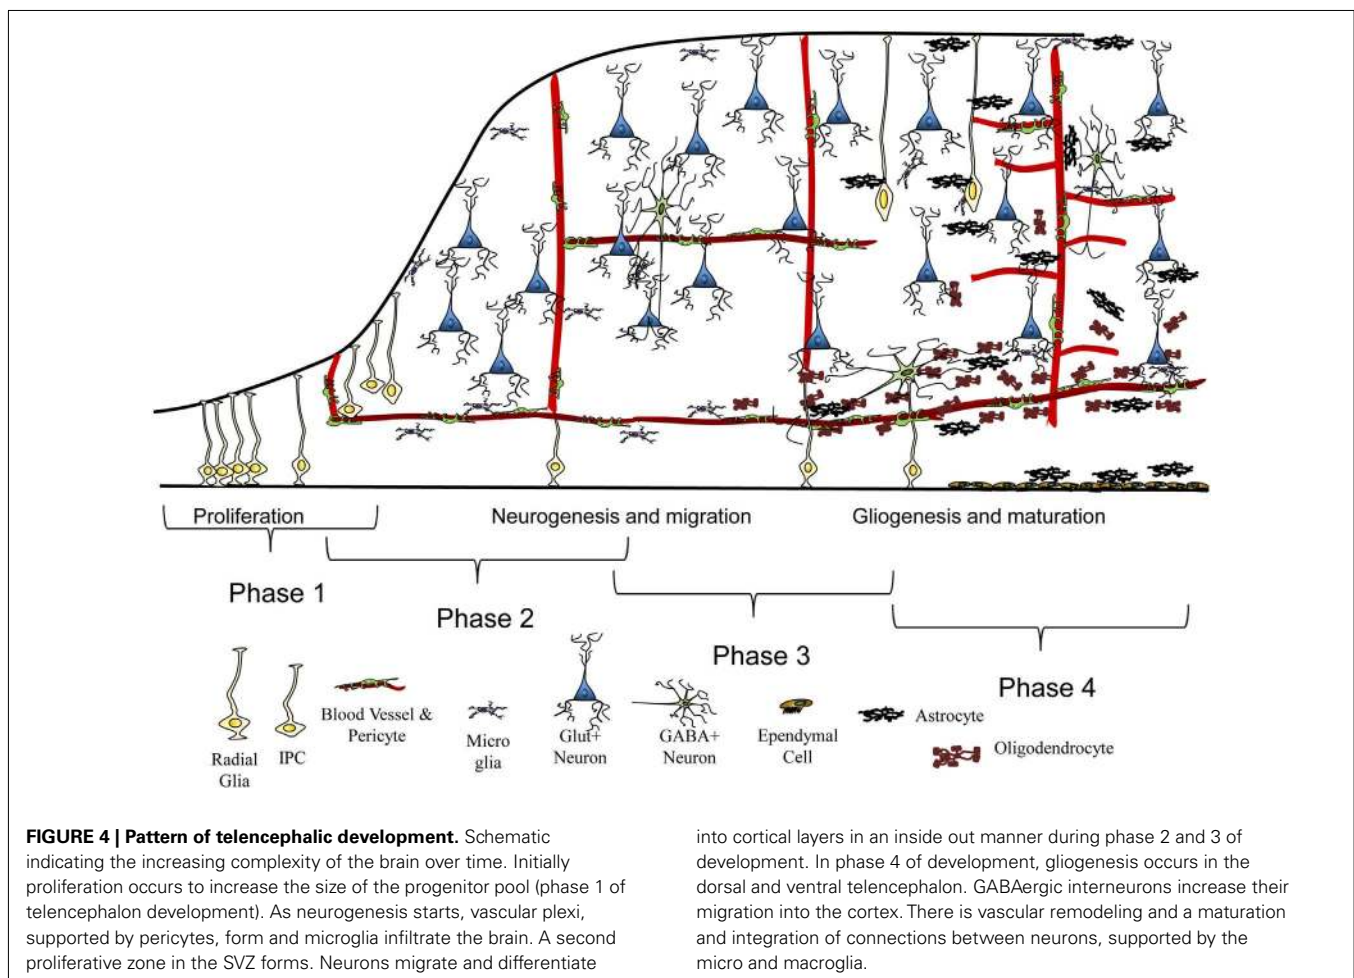 Proliferation
Neurogenesis and migration
Gliogenesis and maturation
Phase 1
Phase 2
Phase 3
Phase 4
Radial
Glia
IPC
Blood Vessel &
Pericyte
Micro
glia
Glut+
Neuron
GABA+
Neuron
Ependymal
Cell
Astrocyte
Oligodendrocyte
FIGURE 4 | Pattern of telencephalic development. Schematic
indicating the increasing complexity of the brain over time. Initially
proliferation occurs to increase the size of the progenitor pool (phase 1 of
telencephalon development). As neurogenesis starts, vascular plexi,
supported by pericytes, form and microglia infiltrate the brain. A second
proliferative zone in the SVZ forms. Neurons migrate and differentiate
into cortical layers in an inside out manner during phase 2 and 3 of
development. In phase 4 of development, gliogenesis occurs in the
dorsal and ventral telencephalon. GABAergic interneurons increase their
migration into the cortex. There is vascular remodeling and a maturation
and integration of connections between neurons, supported by the
micro and macroglia.